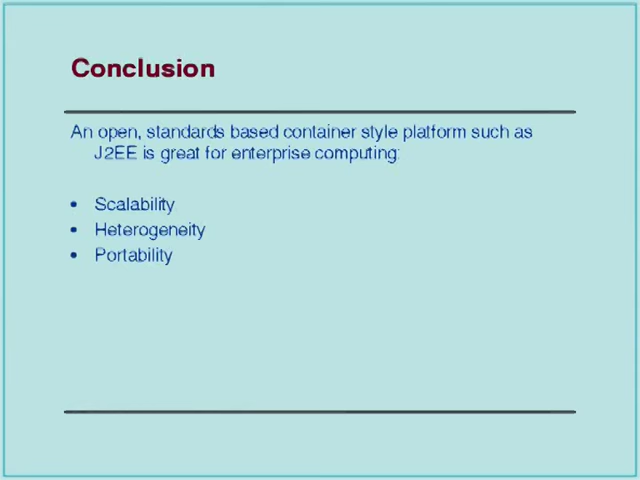 Conclusion
An open, standards based container style platform such as
J2EE is great for enterprise computing:
• Scalability
• Heterogeneity
• Portability